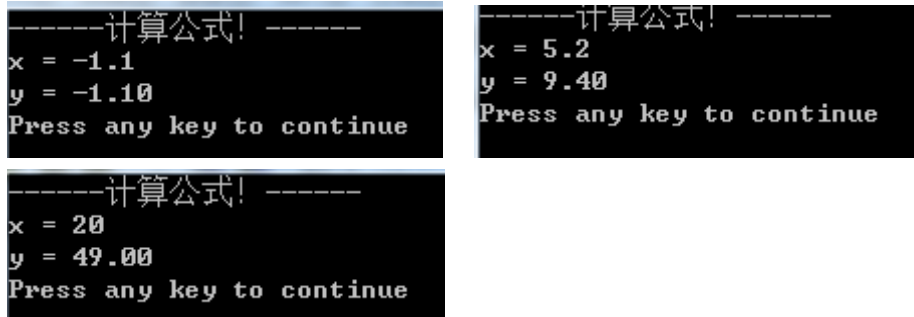 ------计算公式! ------
x = -1.1
y = -1.10
Press any key to continue
------计算公式! ------
x = 5.2
y = 9.40
Press any key to continue
------计算公式! ------
x = 20
y = 49.00
Press any key to continue